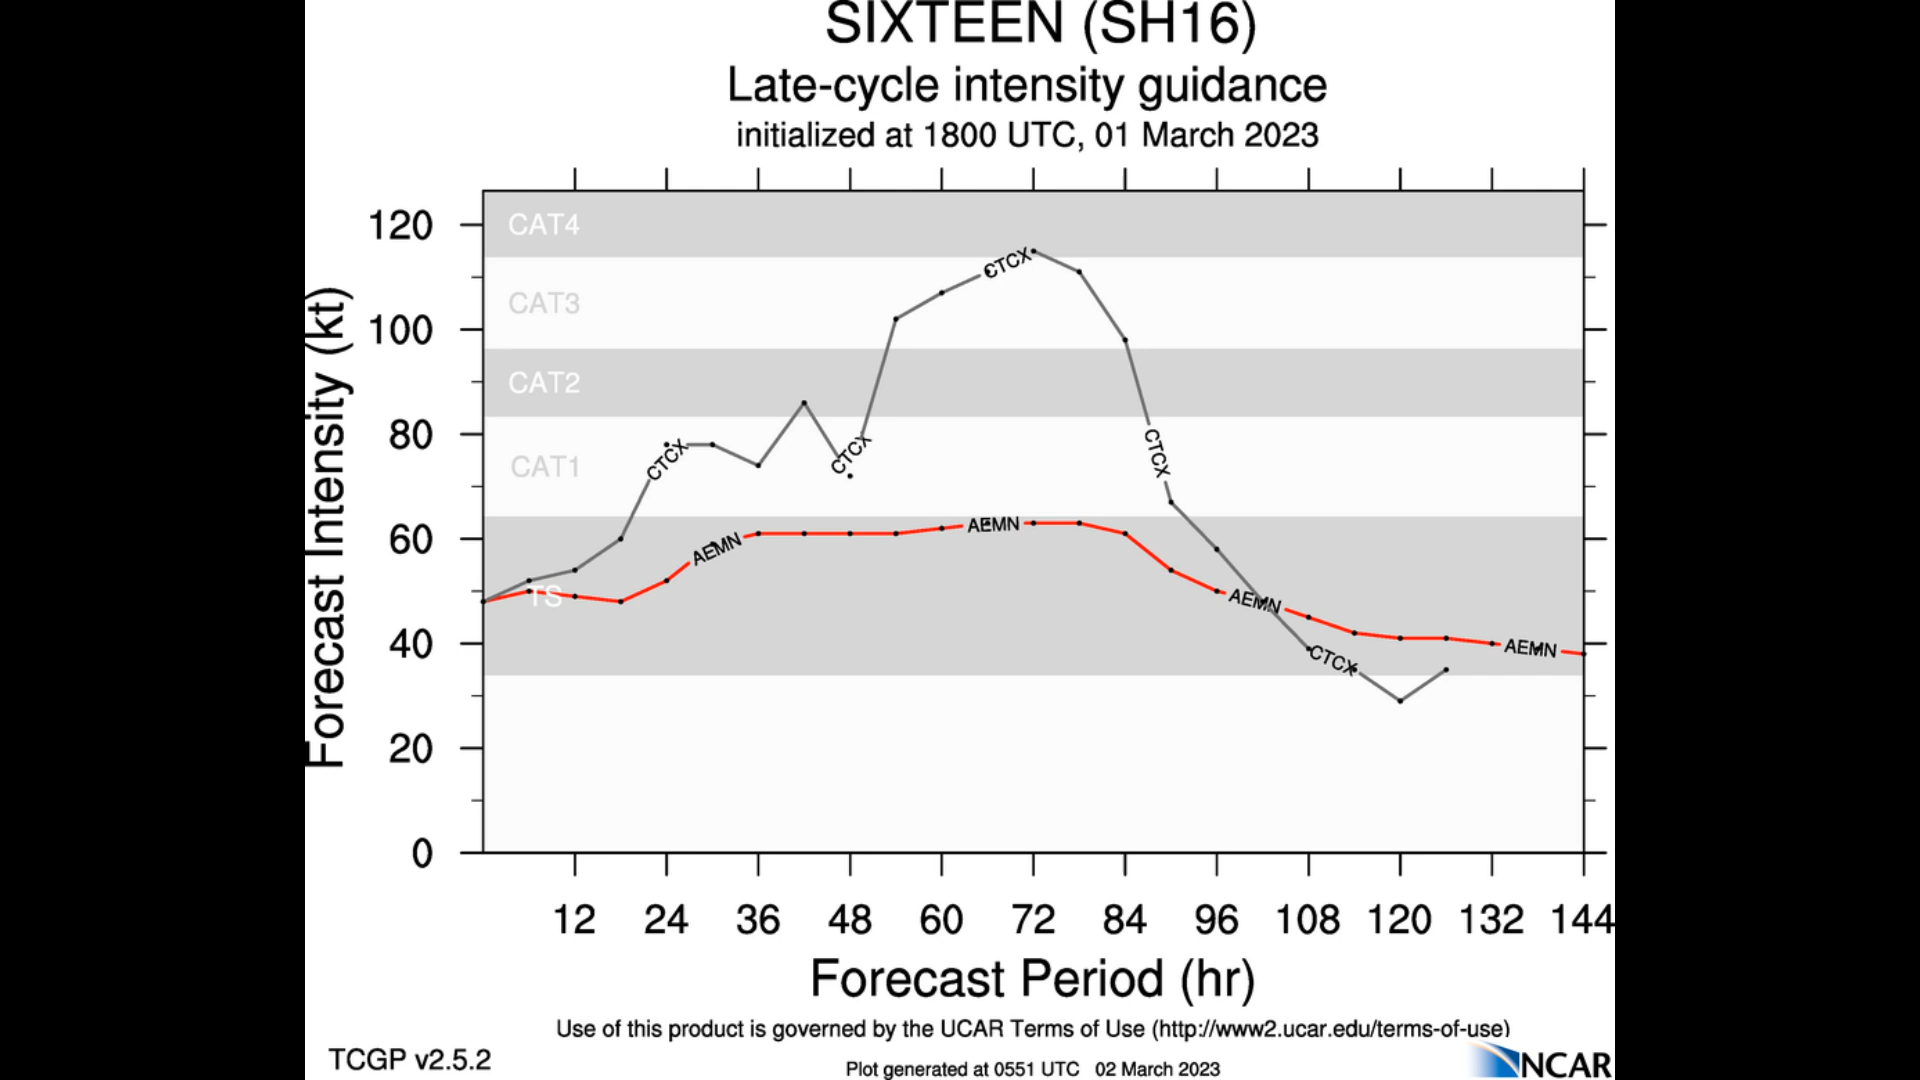 SIXTEEN (SH16)
Late-cycle intensity guidance
initialized at 1800 UTC, 01 March 2023
Forecast Intensity (kt)
120
100
80
60
40
20
0
CAT4
CAT3
CAT2
CAT1
TS
CTCX
CTCX
CTCX
CTCX
CTCX
AEMN
AEMN
AEMN
AEMN
12 24 36 48 60 72 84 96 108 120 132 144
Forecast Period (hr)
Use of this product is governed by the UCAR Terms of Use (http://www2.ucar.edu/terms-of-use)
TCGP v2.5.2
Plot generated at 0551 UTC 02 March 2023
NCAR